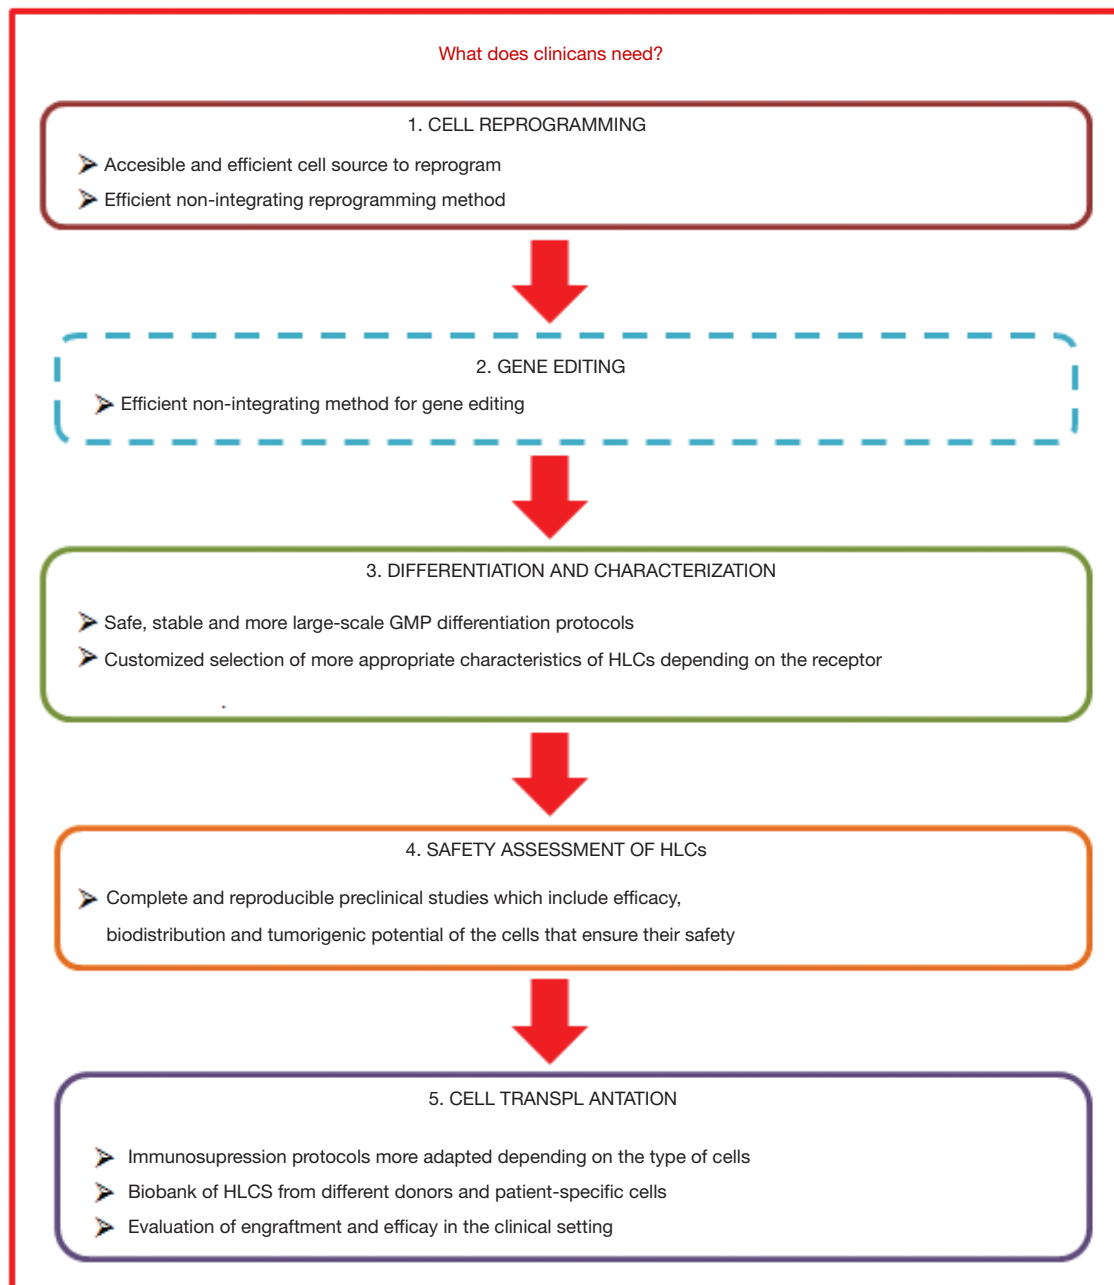 What does clinicans need?
1. CELL REPROGRAMMING
Accesible and efficient cell source to reprogram
Efficient non-integrating reprogramming method
2. GENE EDITING
Efficient non-integrating method for gene editing
3. DIFFERENTIATION AND CHARACTERIZATION
Safe, stable and more large-scale GMP differentiation protocols
Customized selection of more appropriate characteristics of HLCs depending on the receptor
.
4. SAFETY ASSESSMENT OF HLCs
Complete and reproducible preclinical studies which include efficacy,
biodistribution and tumorigenic potential of the cells that ensure their safety
5. CELL TRANSPL ANTATION
Immunosupression protocols more adapted depending on the type of cells
Biobank of HLCS from different donors and patient-specific cells
Evaluation of engraftment and efficay in the clinical setting